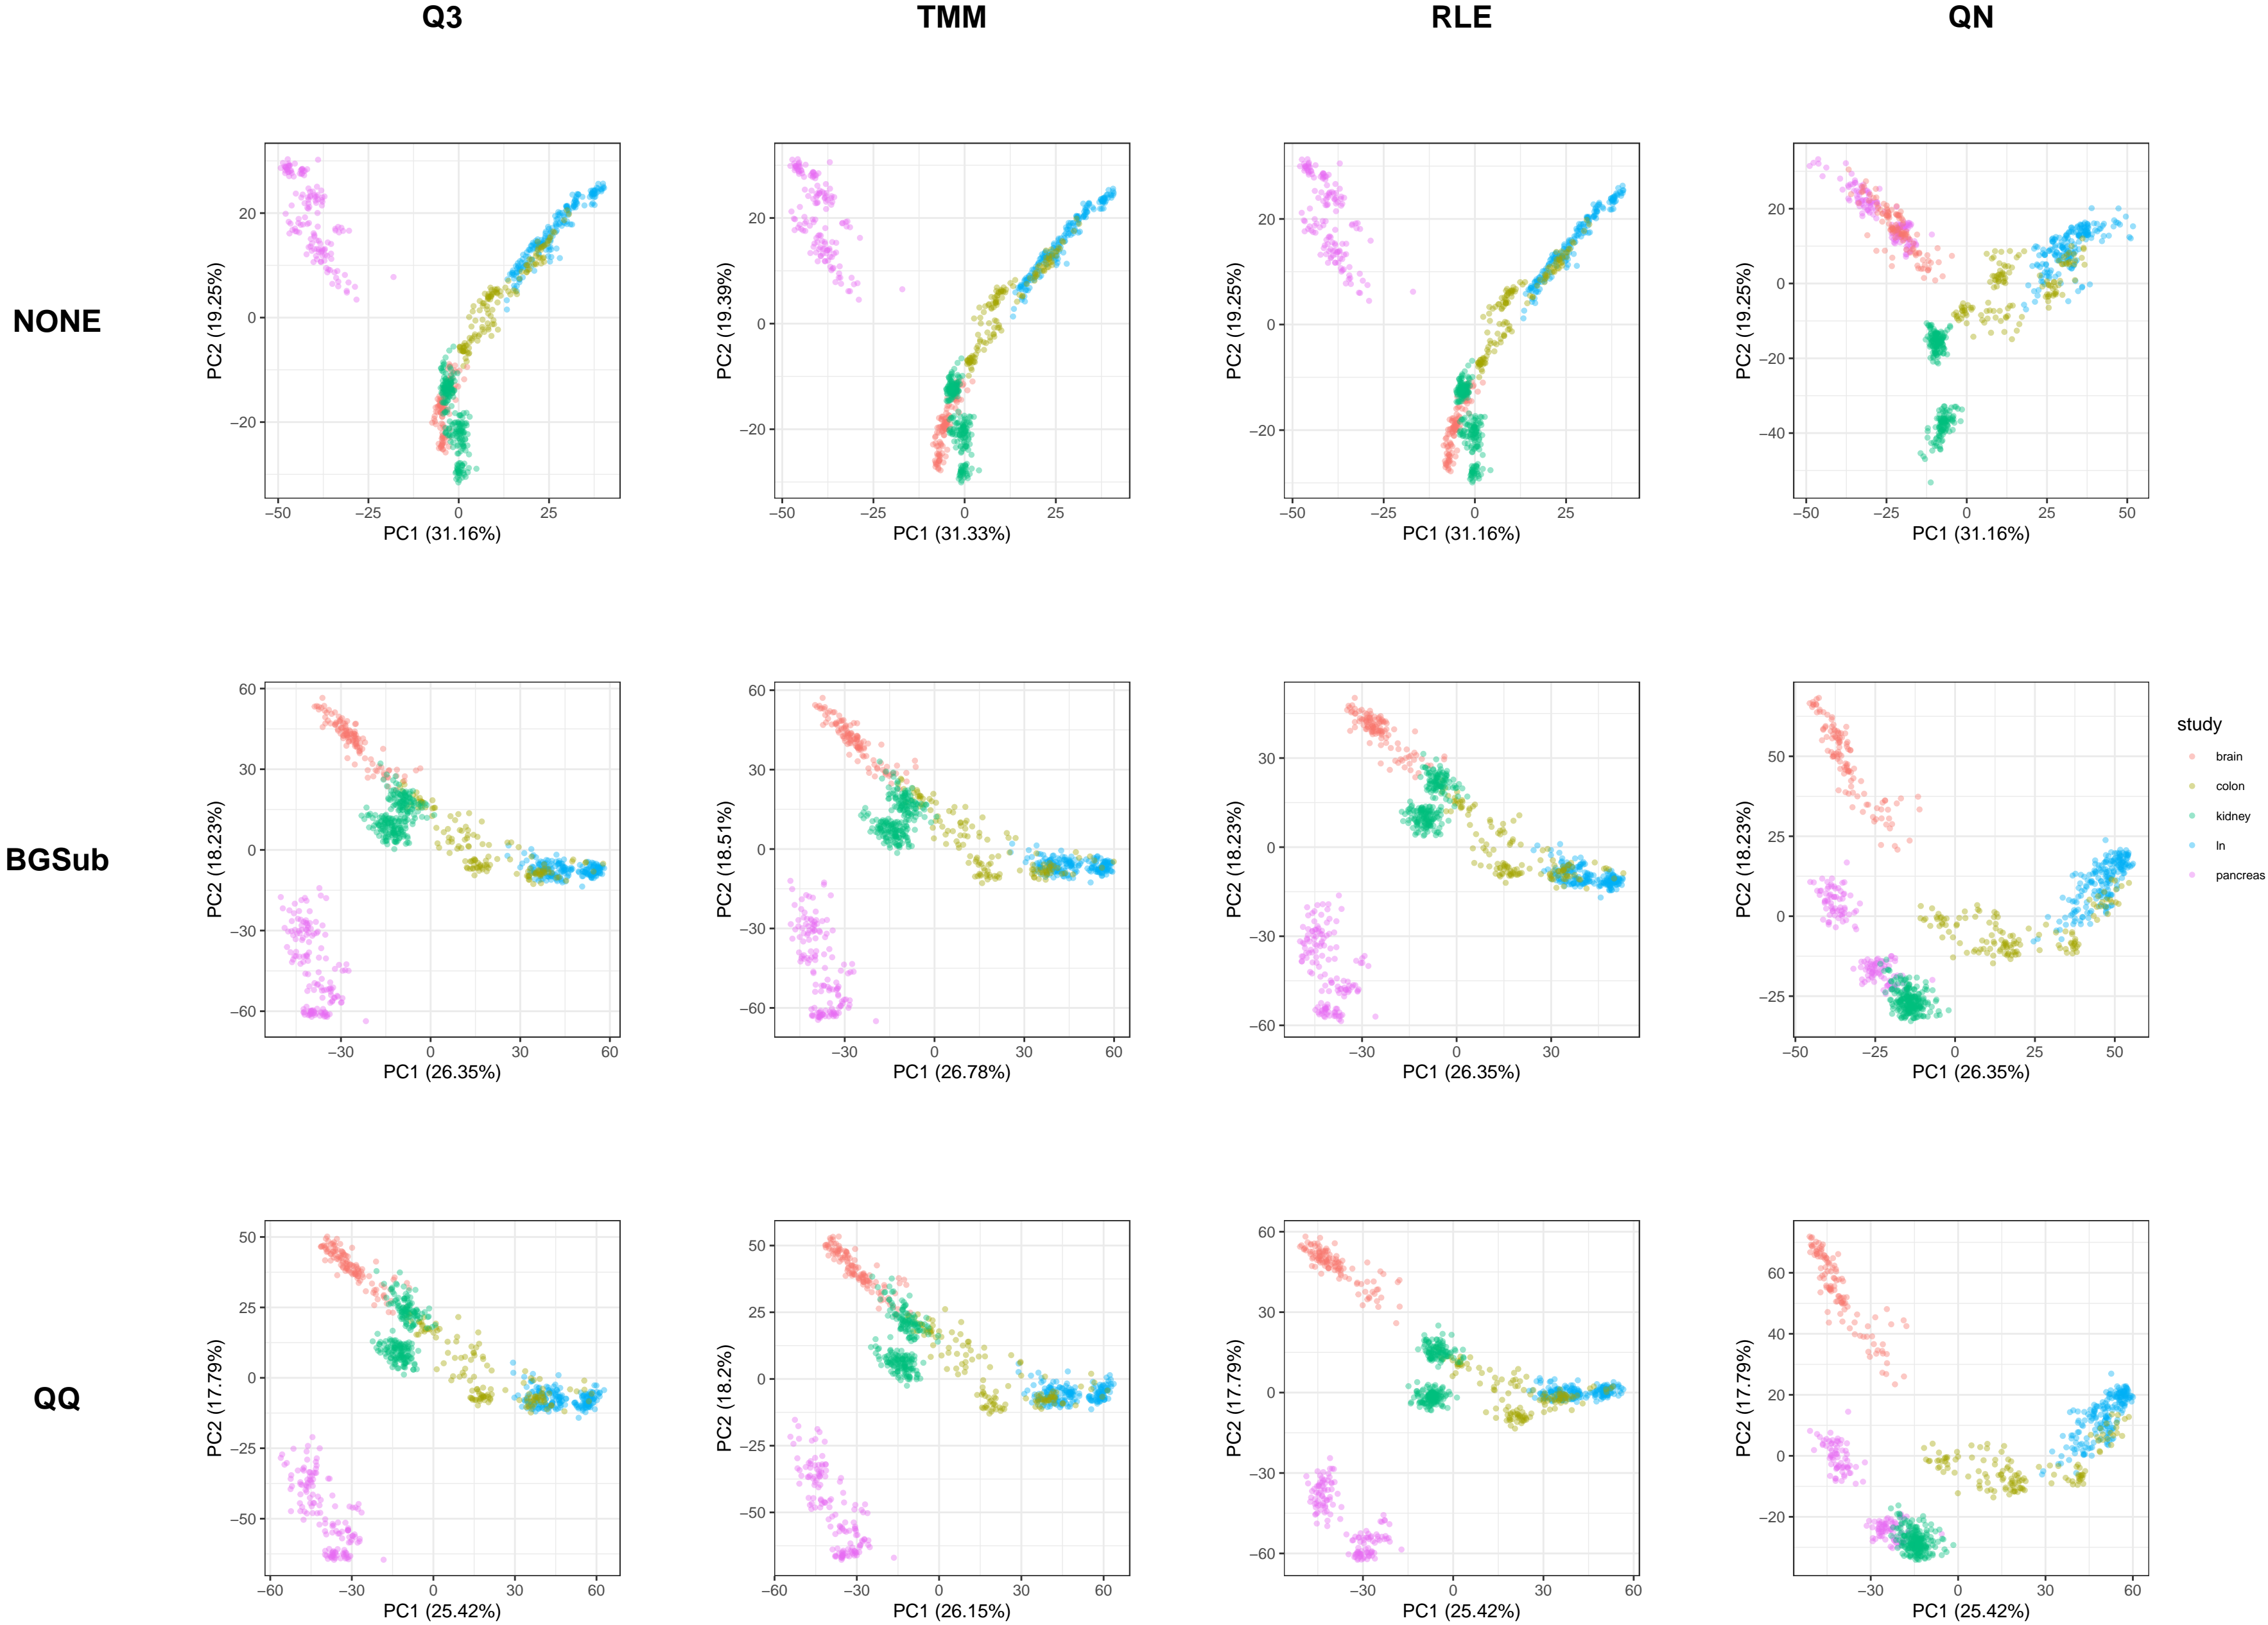 Q3 TMM RLE QN
NONE
20
0
−20
PC2 (19.25%)
−50 −25 0 25
PC1 (31.16%)
20
0
−20
PC2 (19.39%)
−50 −25 0 25
PC1 (31.33%)
20
0
−20
PC2 (19.25%)
−50 −25 0 25
PC1 (31.16%)
20
0
−20
−40
PC2 (19.25%)
−50 −25 0 25 50
PC1 (31.16%)
BGSub
60
30
0
−30
−60
PC2 (18.23%)
−30 0 30 60
PC1 (26.35%)
60
30
0
−30
−60
PC2 (18.51%)
−30 0 30 60
PC1 (26.78%)
30
0
−30
−60
PC2 (18.23%)
−30 0 30
PC1 (26.35%)
50
25
0
−25
PC2 (18.23%)
−50 −25 0 25 50
PC1 (26.35%)
study
brain
colon
kidney
ln
pancreas
QQ
50
25
0
−25
−50
PC2 (17.79%)
−60 −30 0 30 60
PC1 (25.42%)
50
25
0
−25
−50
PC2 (18.2%)
−60 −30 0 30 60
PC1 (26.15%)
60
30
0
−30
−60
PC2 (17.79%)
−30 0 30 60
PC1 (25.42%)
60
40
20
0
−20
PC2 (17.79%)
−30 0 30 60
PC1 (25.42%)